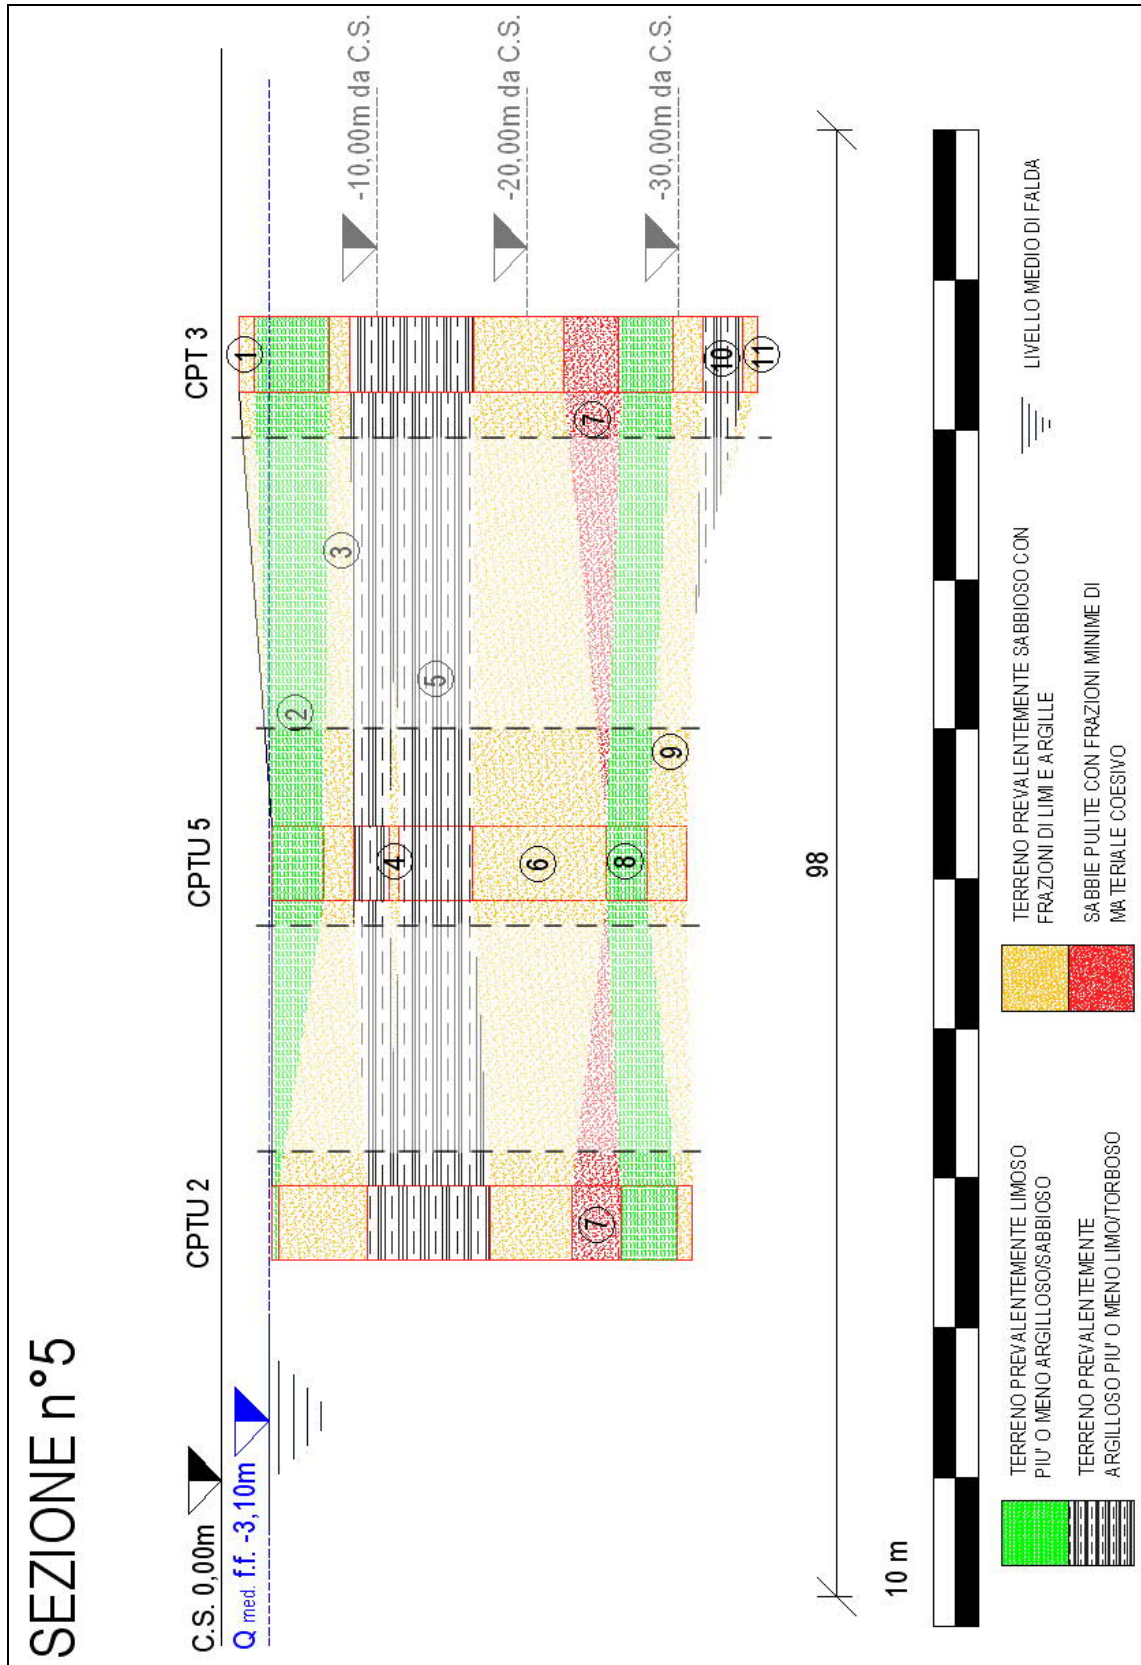 SEZIONE n°5
C.S. 0,00m
Q med. f.f. -3,10m
CPTU 2
CPTU 5
CPT 3
-10,00m da C.S.
-20,00m da C.S.
-30,00m da C.S.
1
2
3
4
5
6
7
7
8
9
10
11
98
10 m
TERRENO PREVALENTEMENTE LIMOSO
PIU' O MENO ARGILLOSO/SABBIOSO
TERRENO PREVALENTEMENTE
ARGILLOSO PIU' O MENO LIMO/TORBOSO
TERRENO PREVALENTEMENTE SABBIOSO CON
FRAZIONI DI LIMI E ARGILLE
SABBIE PULITE CON FRAZIONI MINIME DI
MATERIALE COESIVO
LIVELLO MEDIO DI FALDA